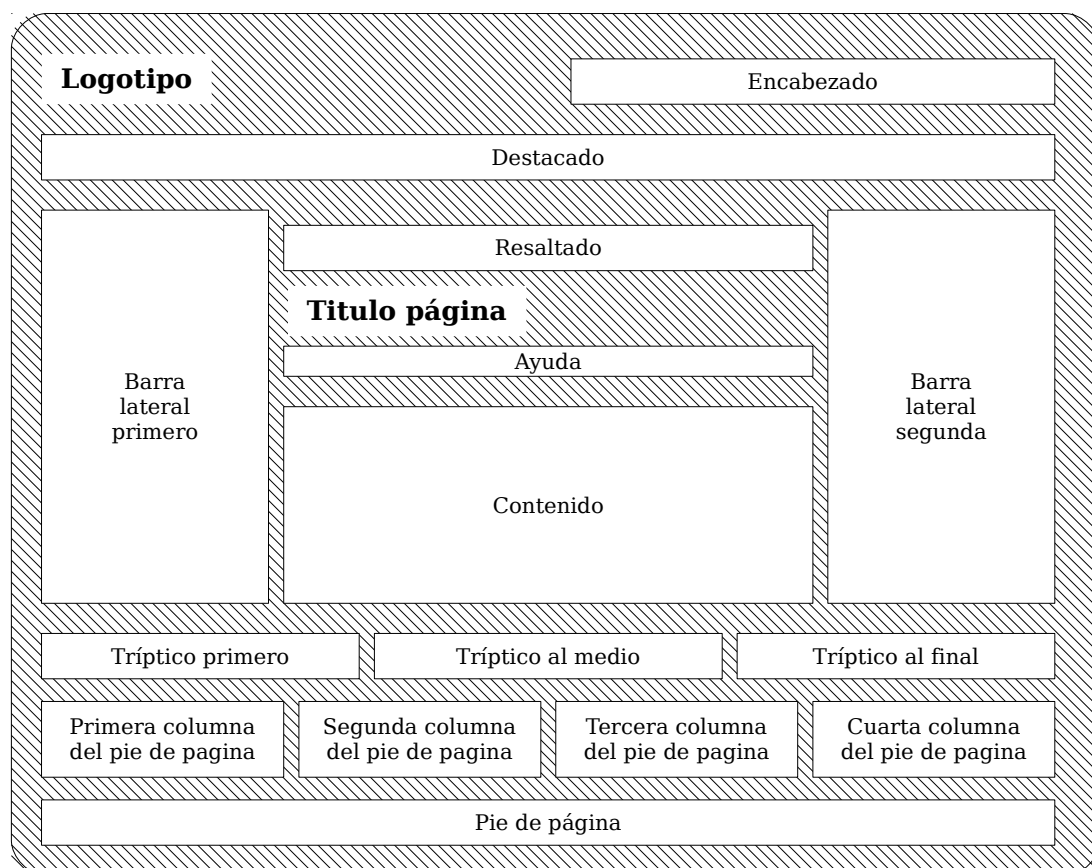 Logotipo
Encabezado
Destacado
Resaltado
Titulo página
Ayuda
Barra
lateral
primero
Contenido
Barra
lateral
segunda
Tríptico primero
Tríptico al medio
Tríptico al final
Primera columna
del pie de pagina
Segunda columna
del pie de pagina
Tercera columna
del pie de pagina
Cuarta columna
del pie de pagina
Pie de página